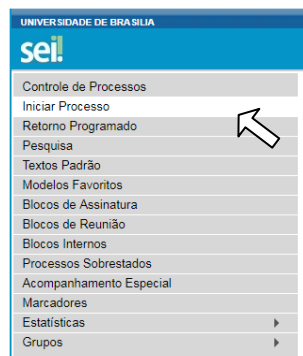 UNIVERSIDADE DE BRASILIA
sei!
Controle de Processos
Iniciar Processo
Retorno Programado
Pesquisa
Textos Padrão
Modelos Favoritos
Blocos de Assinatura
Blocos de Reunião
Blocos Internos
Processos Sobrestados
Acompanhamento Especial
Marcadores
Estatísticas
Grupos